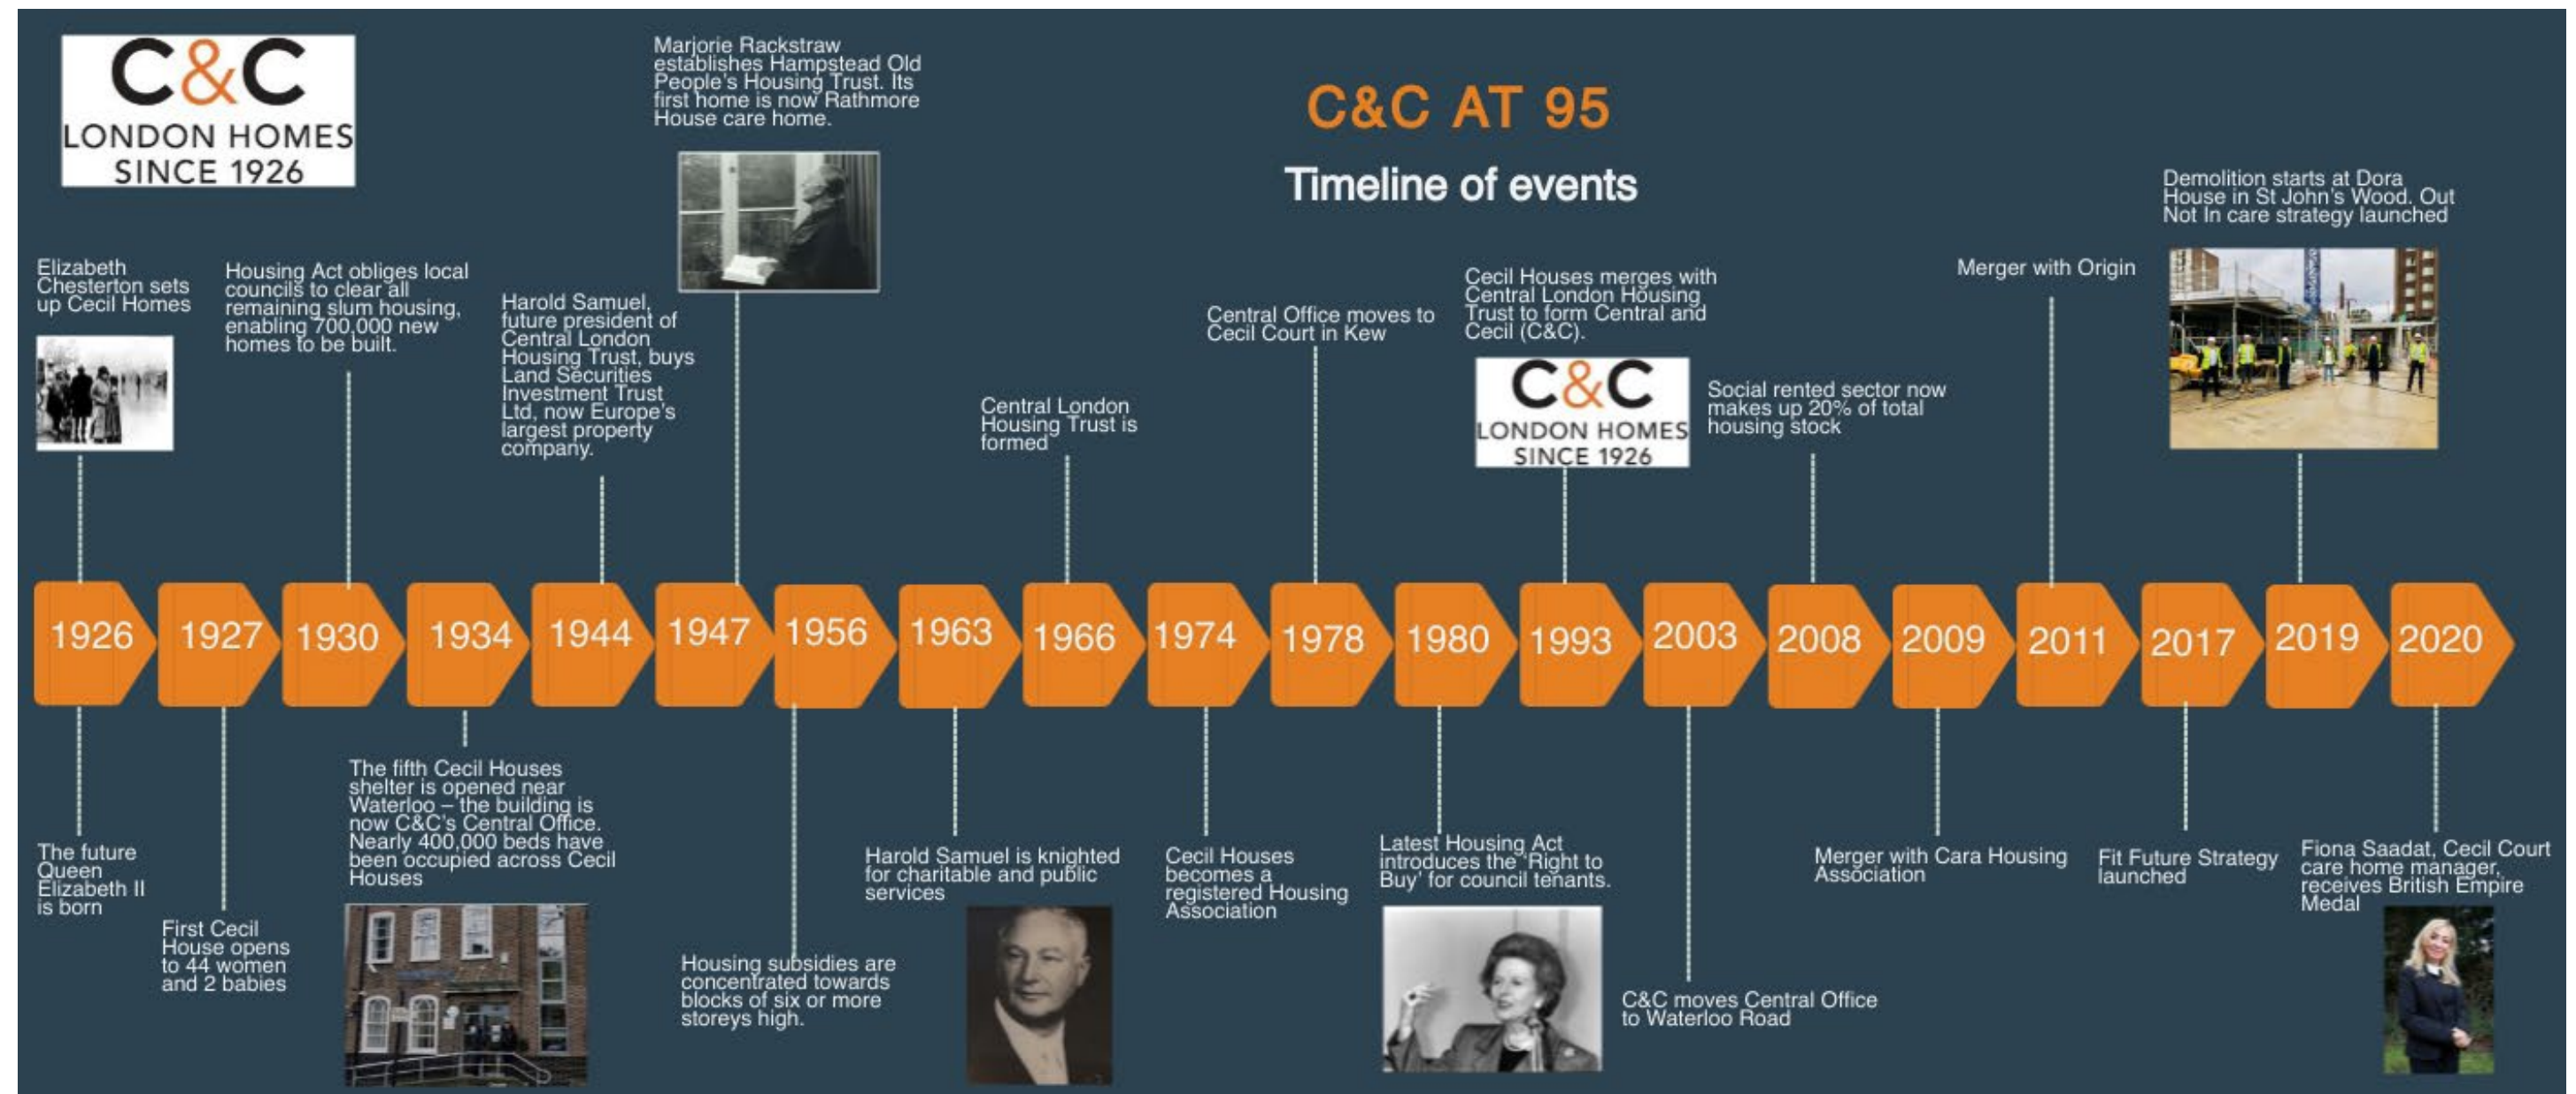 C&C
LONDON HOMES
SINCE 1926
Marjorie Rackstraw
establishes Hampstead Old
People's Housing Trust. Its
first home is now Rathmore
House care home.
C&C AT 95
Timeline of events
Demolition starts at Dora
House in St John's Wood. Out
Not In care strategy launched
Elizabeth
Chesterton sets
up Cecil Homes
Housing Act obliges local
councils to clear all
remaining slum housing,
enabling 700,000 new
homes to be built.
Harold Samuel,
future president of
Central London
Housing Trust, buys
Land Securities
Investment Trust
Ltd, now Europe's
largest property
company.
Central London
Housing Trust is
formed
Central Office moves to
Cecil Court in Kew
Cecil Houses merges with
Central London Housing
Trust to form Central and
Cecil (C&C).
C&C
LONDON HOMES
SINCE 1926
Social rented sector now
makes up 20% of total
housing stock
Merger with Origin
1926
1927
1930
1934
1944
1947
1956
1963
1966
1974
1978
1980
1993
2003
2008
2009
2011
2017
2019
2020
The future
Queen
Elizabeth II
is born
First Cecil
House opens
to 44 women
and 2 babies
The fifth Cecil Houses
shelter is opened near
Waterloo – the building is
now C&C's Central Office.
Nearly 400,000 beds have
been occupied across Cecil
Houses
Housing subsidies are
concentrated towards
blocks of six or more
storeys high.
Harold Samuel is knighted
for charitable and public
services
Cecil Houses
becomes a
registered Housing
Association
Latest Housing Act
introduces the 'Right to
Buy' for council tenants.
C&C moves Central Office
to Waterloo Road
Merger with Cara Housing
Association
Fit Future Strategy
launched
Fiona Saadat, Cecil Court
care home manager,
receives British Empire
Medal